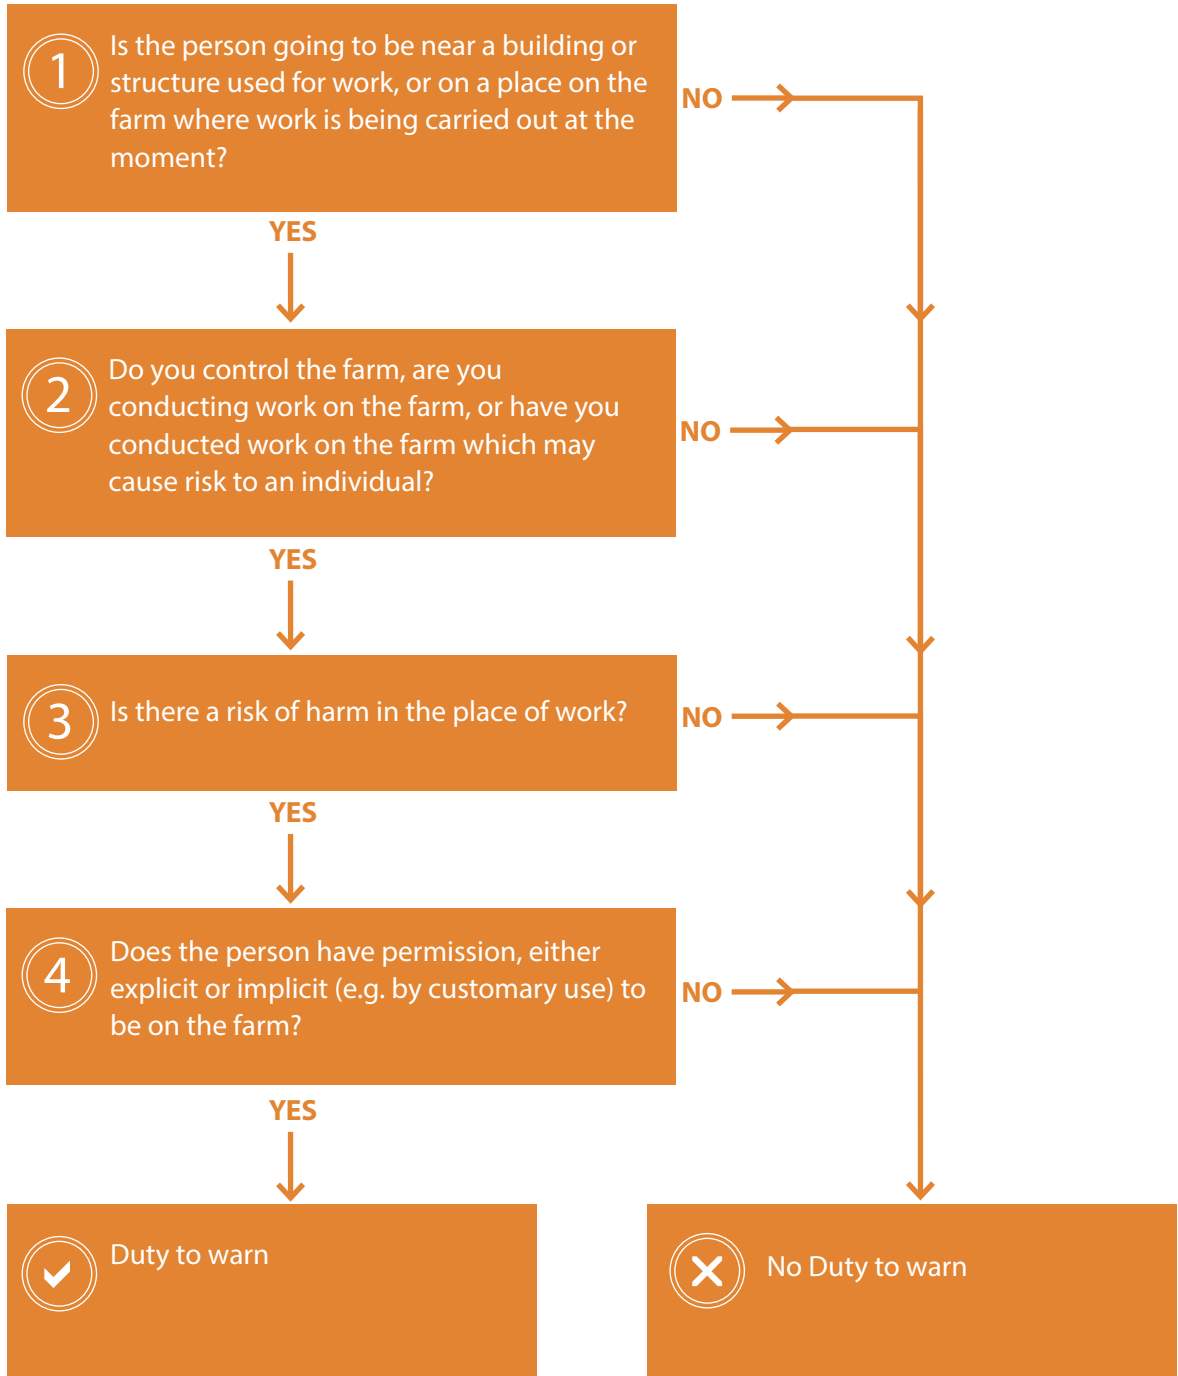 1
Is the person going to be near a building or
structure used for work, or on a place on the
farm where work is being carried out at the
moment?
NO
YES
2
Do you control the farm, are you
conducting work on the farm, or have you
conducted work on the farm which may
cause risk to an individual?
NO
YES
3
Is there a risk of harm in the place of work?
NO
YES
4
Does the person have permission, either
explicit or implicit (e.g. by customary use) to
be on the farm?
NO
YES
Duty to warn
No Duty to warn